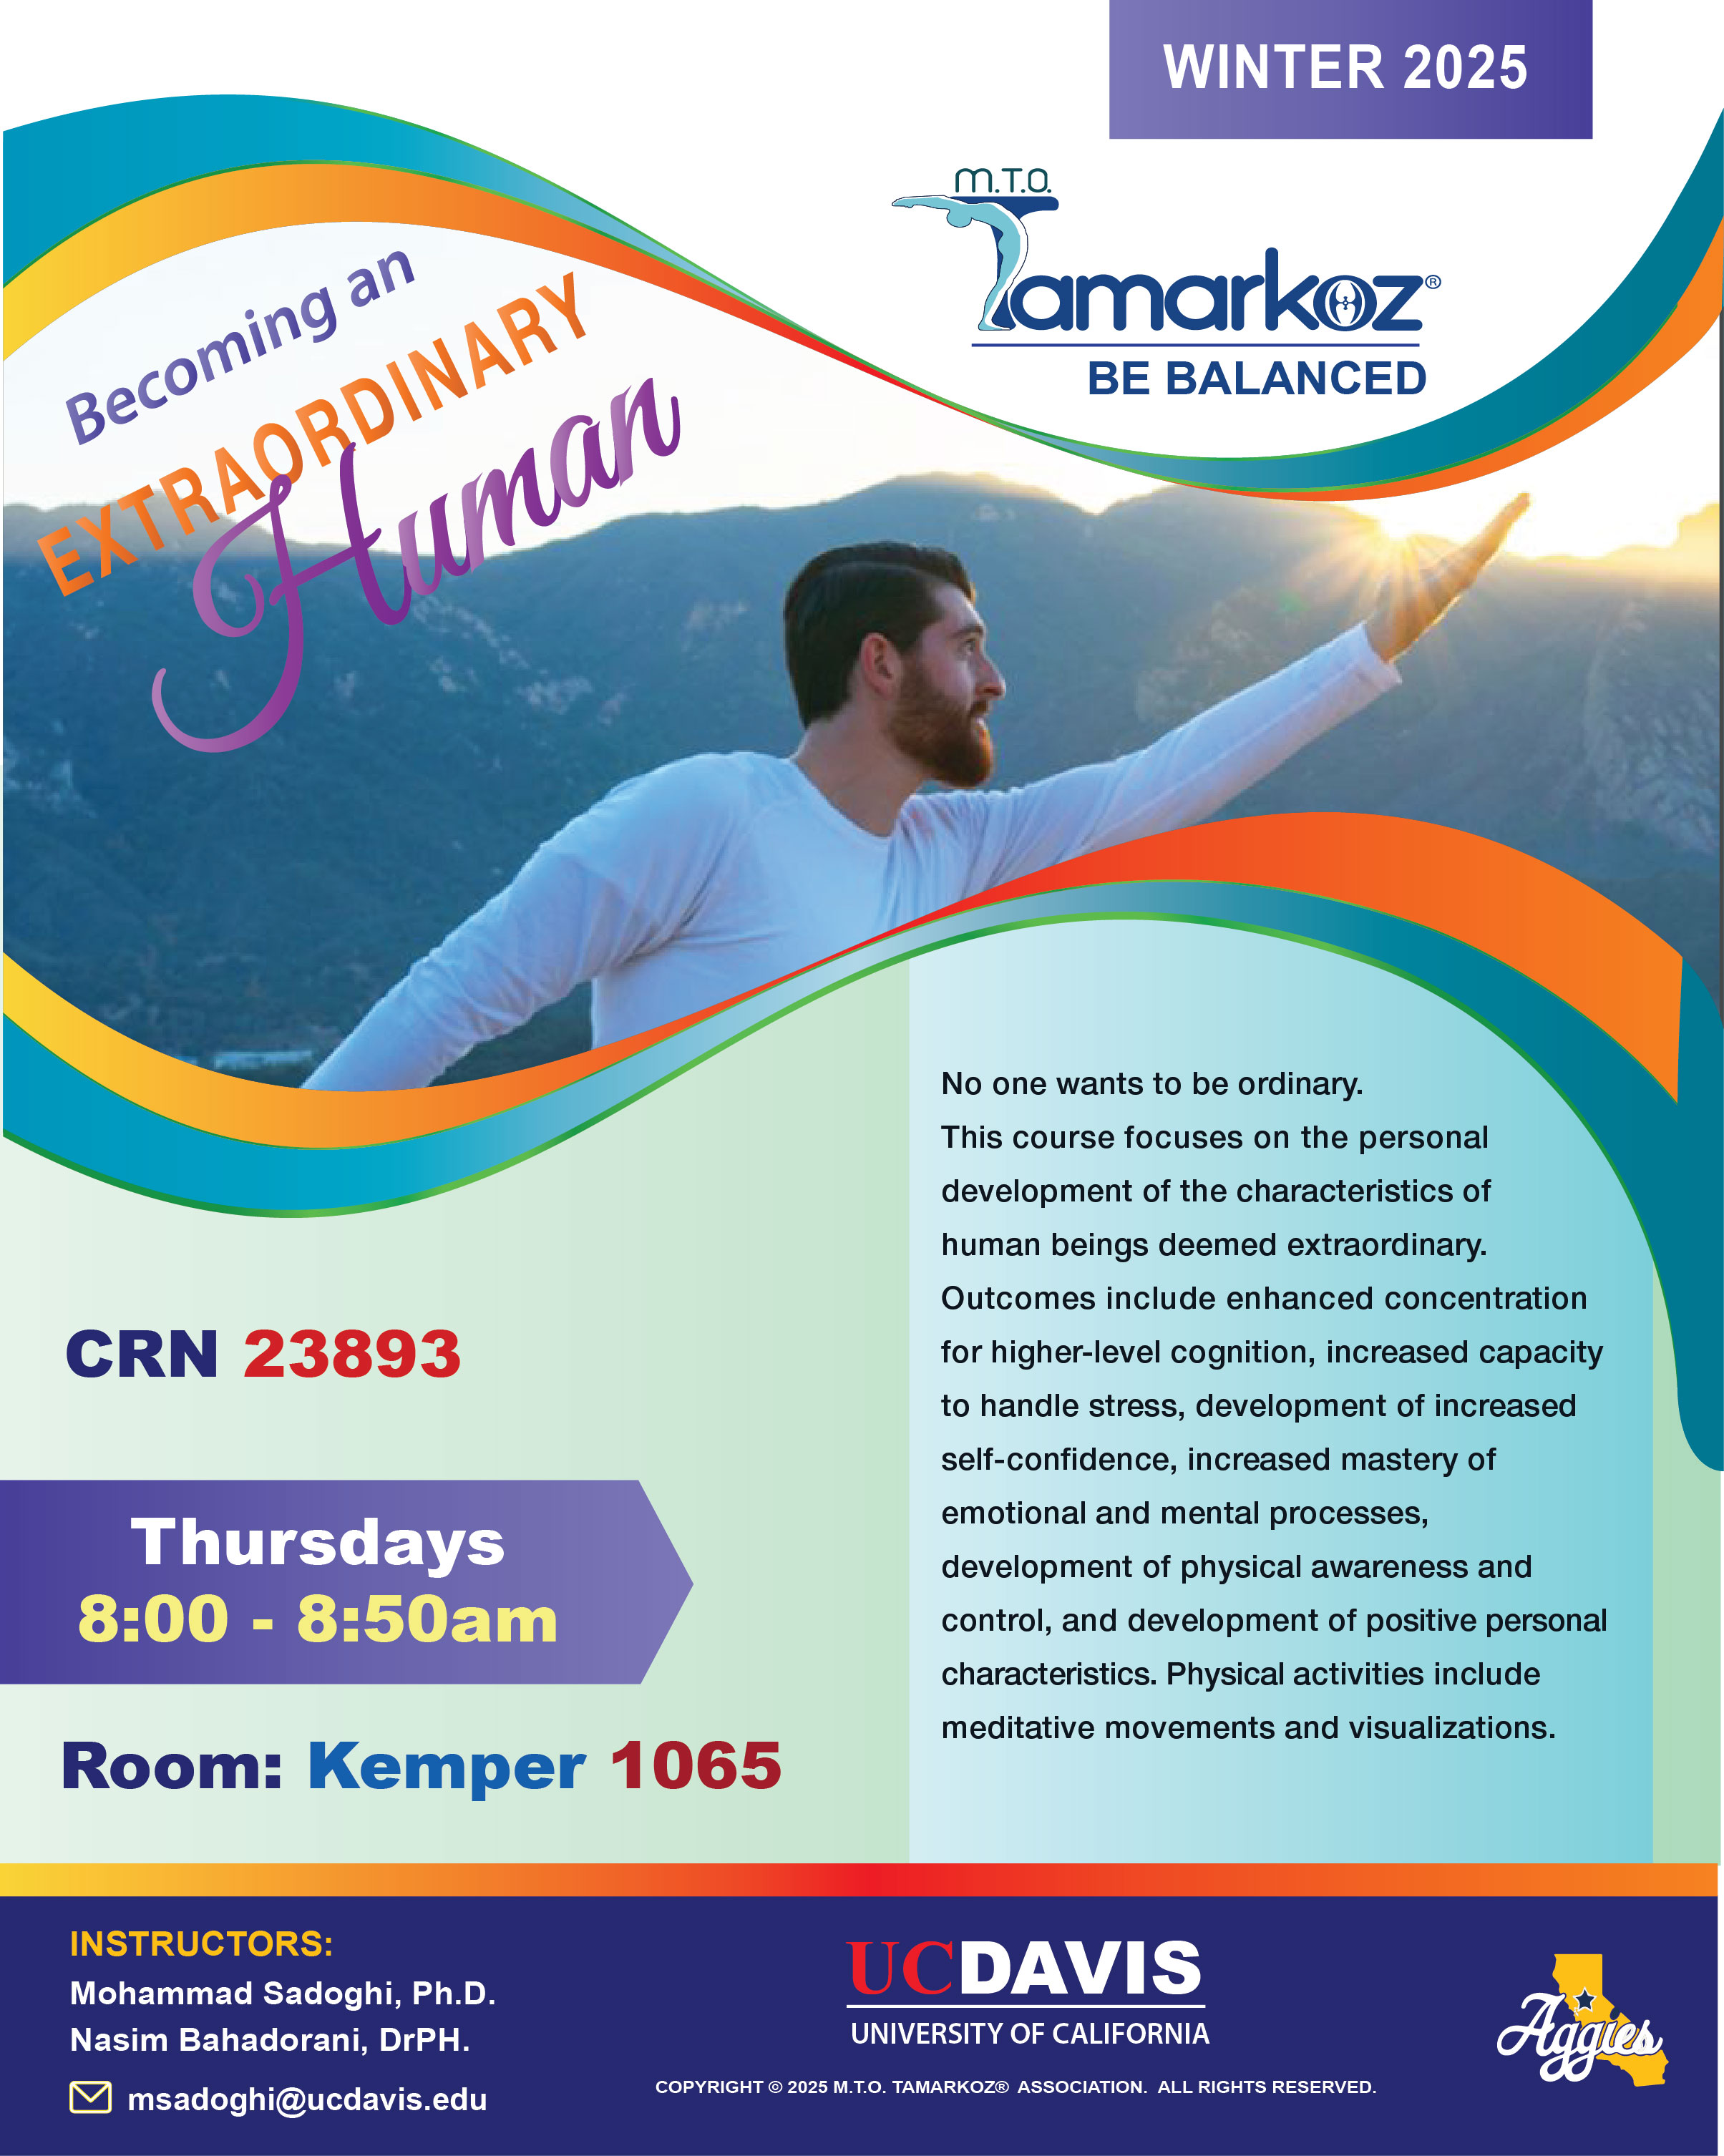 WINTER 2025
M.T.O.
Tamarkoz®
BE BALANCED
Becoming an
EXTRAORDINARY
Human
No one wants to be ordinary.
This course focuses on the personal
development of the characteristics of
human beings deemed extraordinary.
Outcomes include enhanced concentration
for higher-level cognition, increased capacity
to handle stress, development of increased
self-confidence, increased mastery of
emotional and mental processes,
development of physical awareness and
control, and development of positive personal
characteristics. Physical activities include
meditative movements and visualizations.
CRN 23893
Thursdays
8:00 - 8:50am
Room: Kemper 1065
INSTRUCTORS:
Mohammad Sadoghi, Ph.D.
Nasim Bahadorani, DrPH.
msadoghi@ucdavis.edu
UCDAVIS
UNIVERSITY OF CALIFORNIA
COPYRIGHT © 2025 M.T.O. TAMARKOZ® ASSOCIATION. ALL RIGHTS RESERVED.
Aggies